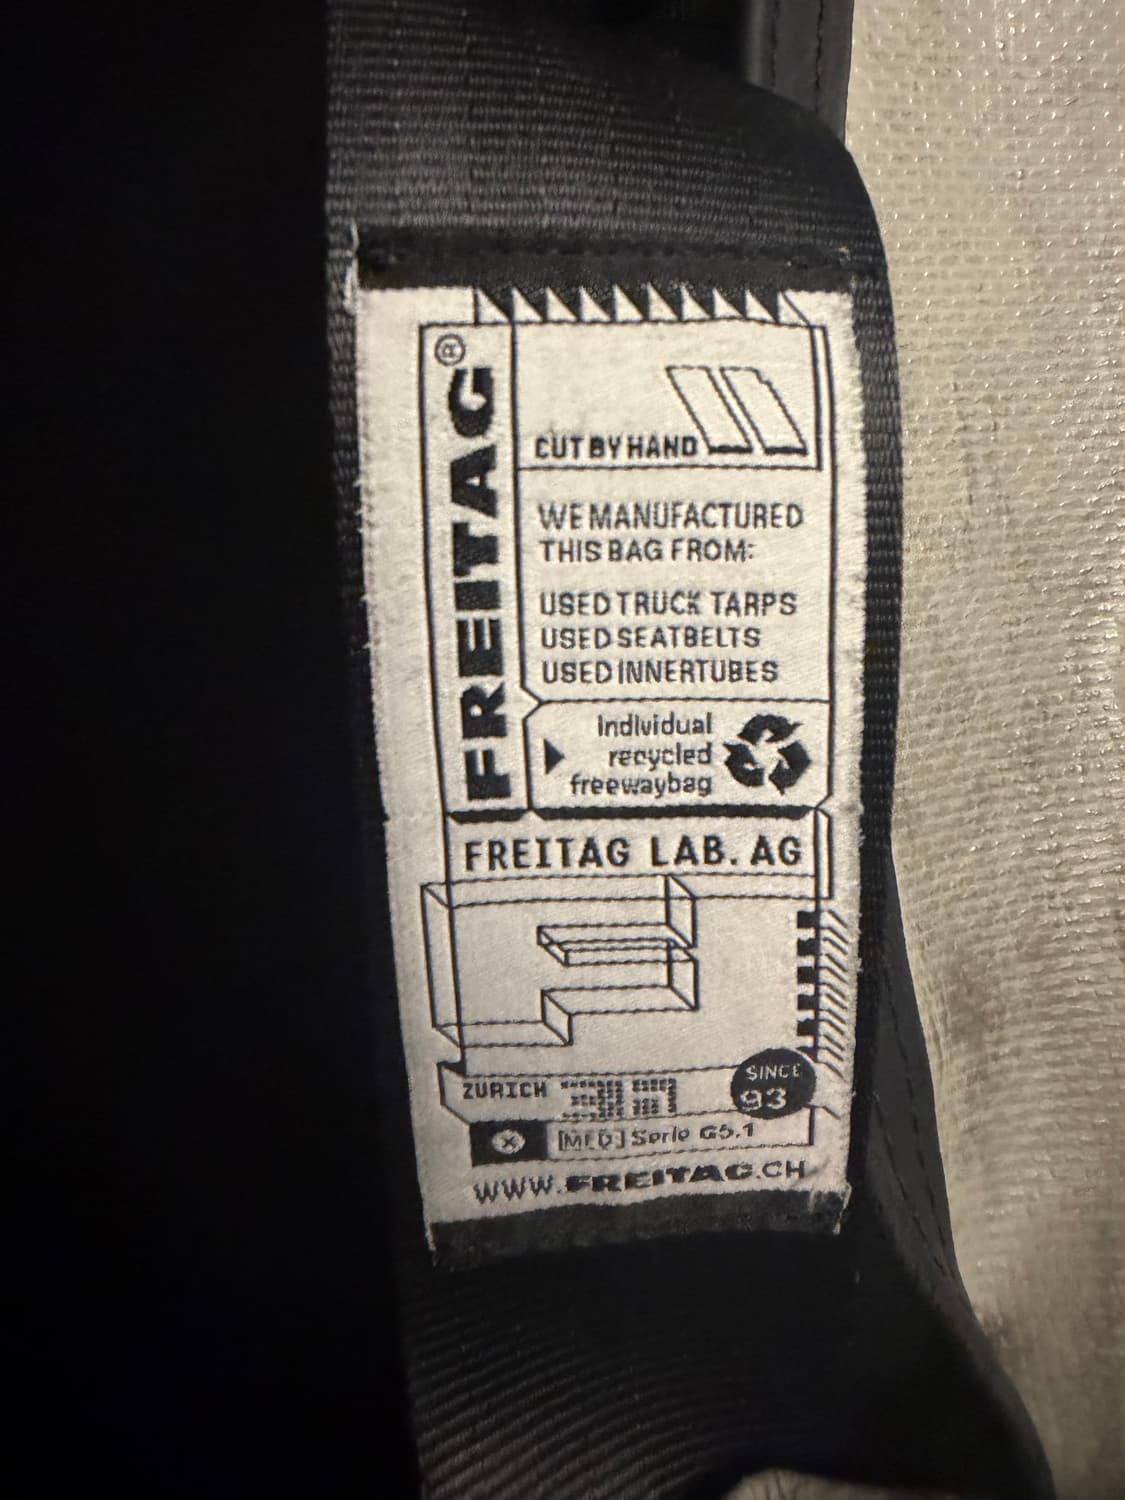 FREITAG®
CUT BY HAND
WE MANUFACTURED
THIS BAG FROM:
USED TRUCK TARPS
USED SEATBELTS
USED INNERTUBES
Individual
recycled
freewaybag
FREITAG LAB. AG
ZURICH
SINCE
93
[MED] Serie G5.1
WWW.FREITAG.CH